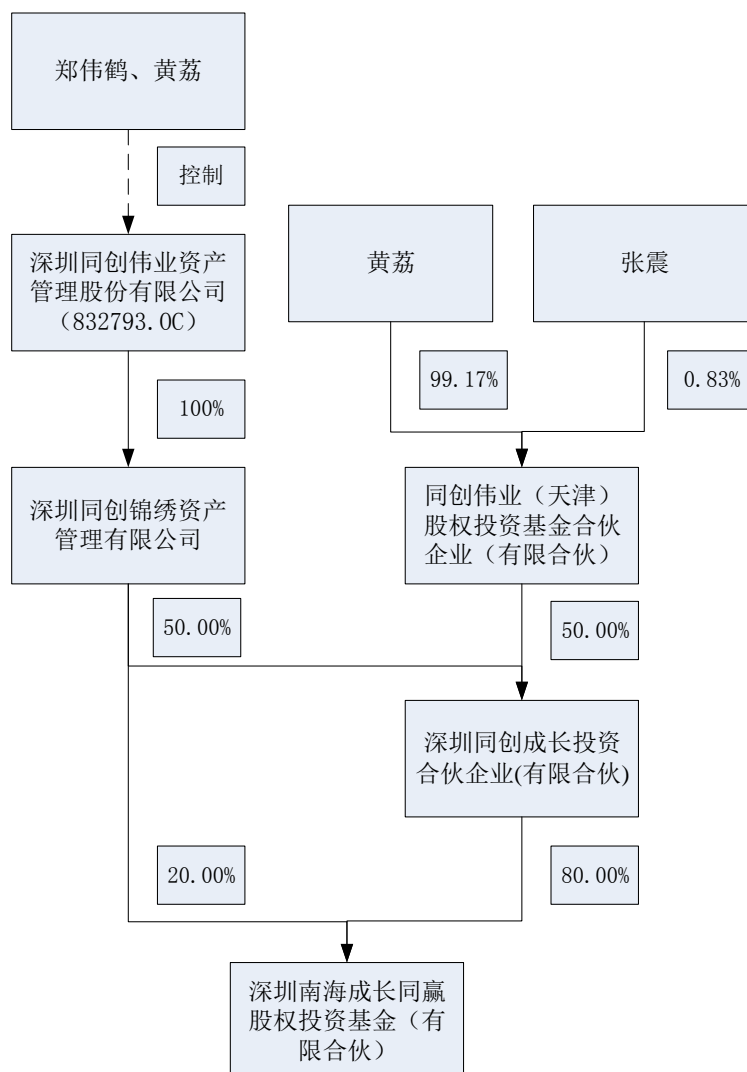 郑伟鹤、黄荔
控制
深圳同创伟业资产
管理股份有限公司
（832793.OC）
黄荔
张震
99.17%
0.83%
100%
深圳同创锦绣资产
管理有限公司
同创伟业（天津）
股权投资基金合伙
企业（有限合伙）
50.00%
50.00%
深圳同创成长投资
合伙企业(有限合伙)
20.00%
80.00%
深圳南海成长同赢
股权投资基金（有
限合伙）